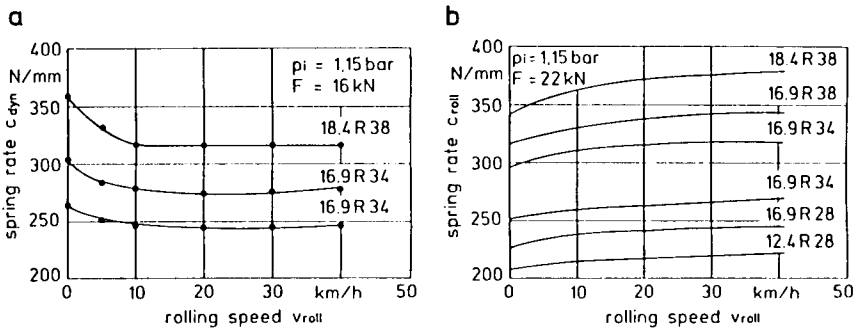 a
400
N/mm
350
300
250
200
spring rate cdyn
pi = 1,15 bar
F = 16 kN
18.4 R 38
16.9 R 34
16.9 R 34
0
10
20
30
km/h
50
rolling speed vroll
b
400
N/mm
350
300
250
200
spring rate croll
pi = 1,15 bar
F = 22 kN
18.4 R 38
16.9 R 38
16.9 R 34
16.9 R 34
16.9 R 28
12.4 R 28
0
10
20
30
km/h
50
rolling speed vroll